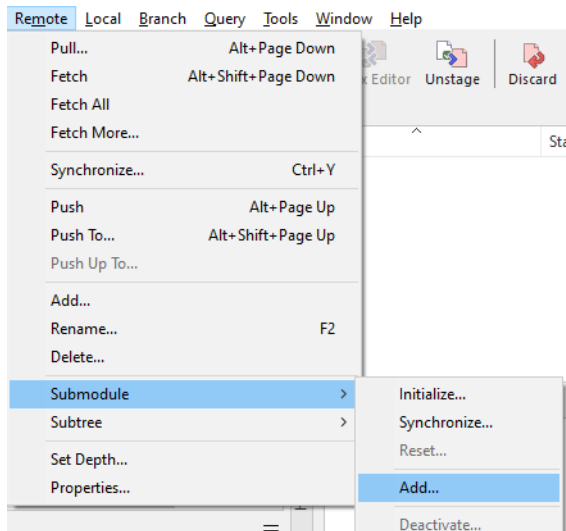 Remote Local Branch Query Tools Window Help
Pull... Alt+Page Down
Fetch Alt+Shift+Page Down
Fetch All
Fetch More...
Synchronize... Ctrl+Y
Push Alt+Page Up
Push To... Alt+Shift+Page Up
Push Up To...
Add...
Rename... F2
Delete...
Submodule >
Subtree >
Set Depth...
Properties...
Editor Unstage Discard
Initialize...
Synchronize...
Reset...
Add...
Deactivate...